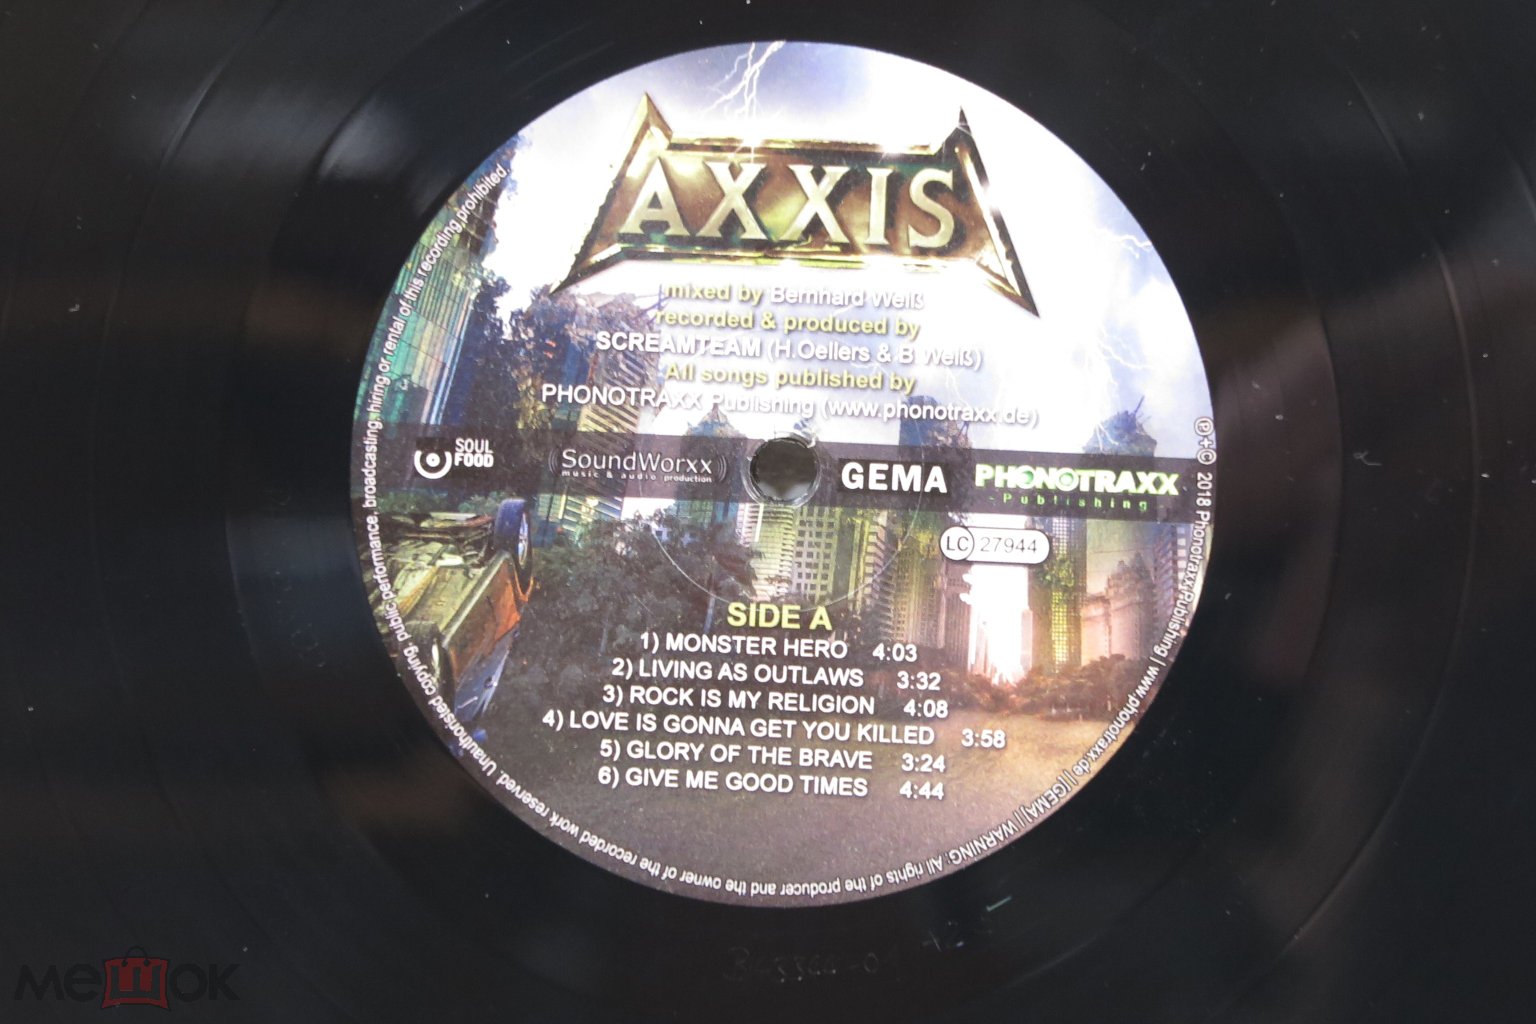 AXXIS
mixed by Bernhard Weiß
recorded & produced by
SCREAMTEAM (H.Oellers & B.Weiß)
All songs published by
PHONOTRAXX Publishing (www.phonotraxx.de)
SOUL
FOOD
SoundWorxx
music & audio production
GEMA
PHONOTRAXX
-Publishing
LC 27944
SIDE A
1) MONSTER HERO 4:03
2) LIVING AS OUTLAWS 3:32
3) ROCK IS MY RELIGION 4:08
4) LOVE IS GONNA GET YOU KILLED 3:58
5) GLORY OF THE BRAVE 3:24
6) GIVE ME GOOD TIMES 4:44
℗+© 2018 Phonotraxx Publishing | www.phonotraxx.de | [GEMA] | WARNING: All rights of the producer and the owner of the recorded work reserved. Unauthorised copying, public performance, broadcasting, hiring or rental of this recording prohibited.
мешок